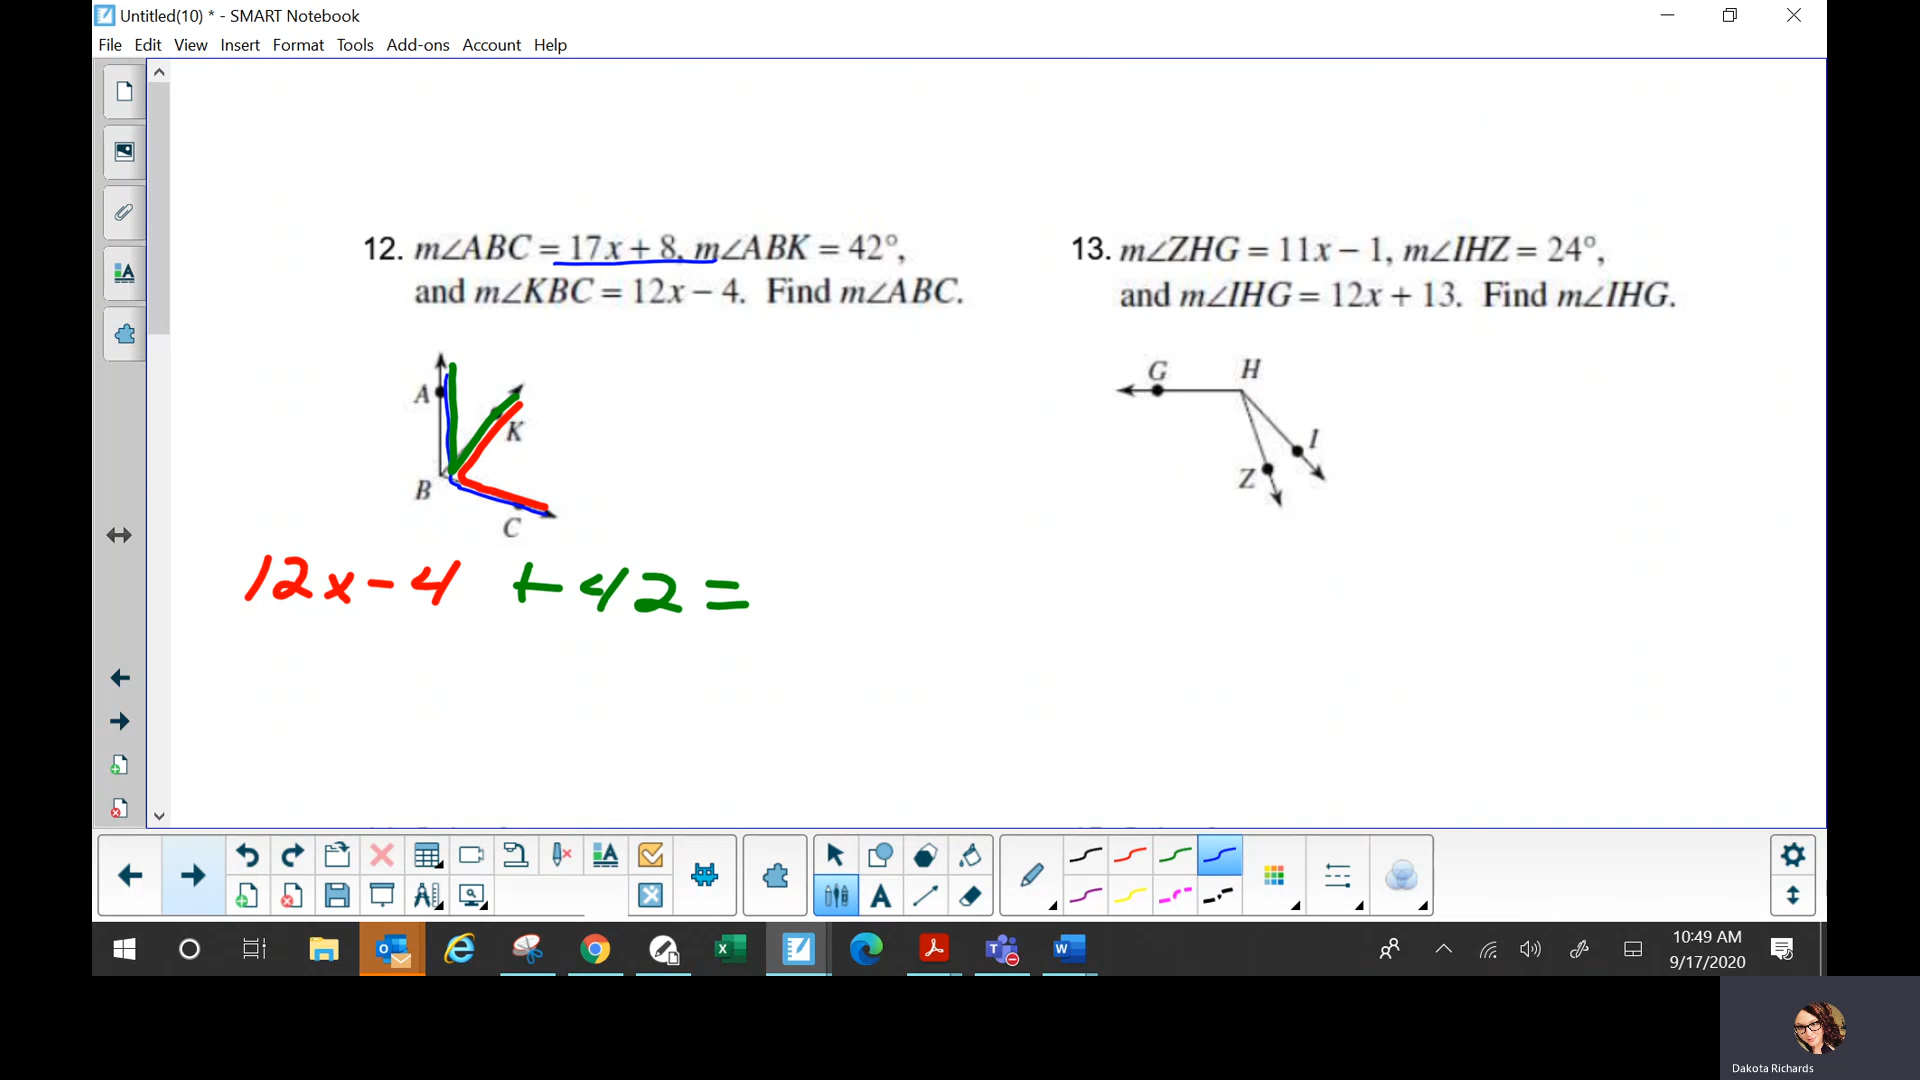 Untitled(10) * - SMART Notebook
File Edit View Insert Format Tools Add-ons Account Help
12. m∠ABC = 17x + 8, m∠ABK = 42°,
and m∠KBC = 12x – 4. Find m∠ABC.
A
K
B
C
12x - 4 + 42 =
13. m∠ZHG = 11x – 1, m∠IHZ = 24°,
and m∠IHG = 12x + 13. Find m∠IHG.
G H
I
Z
10:49 AM
9/17/2020
Dakota Richards